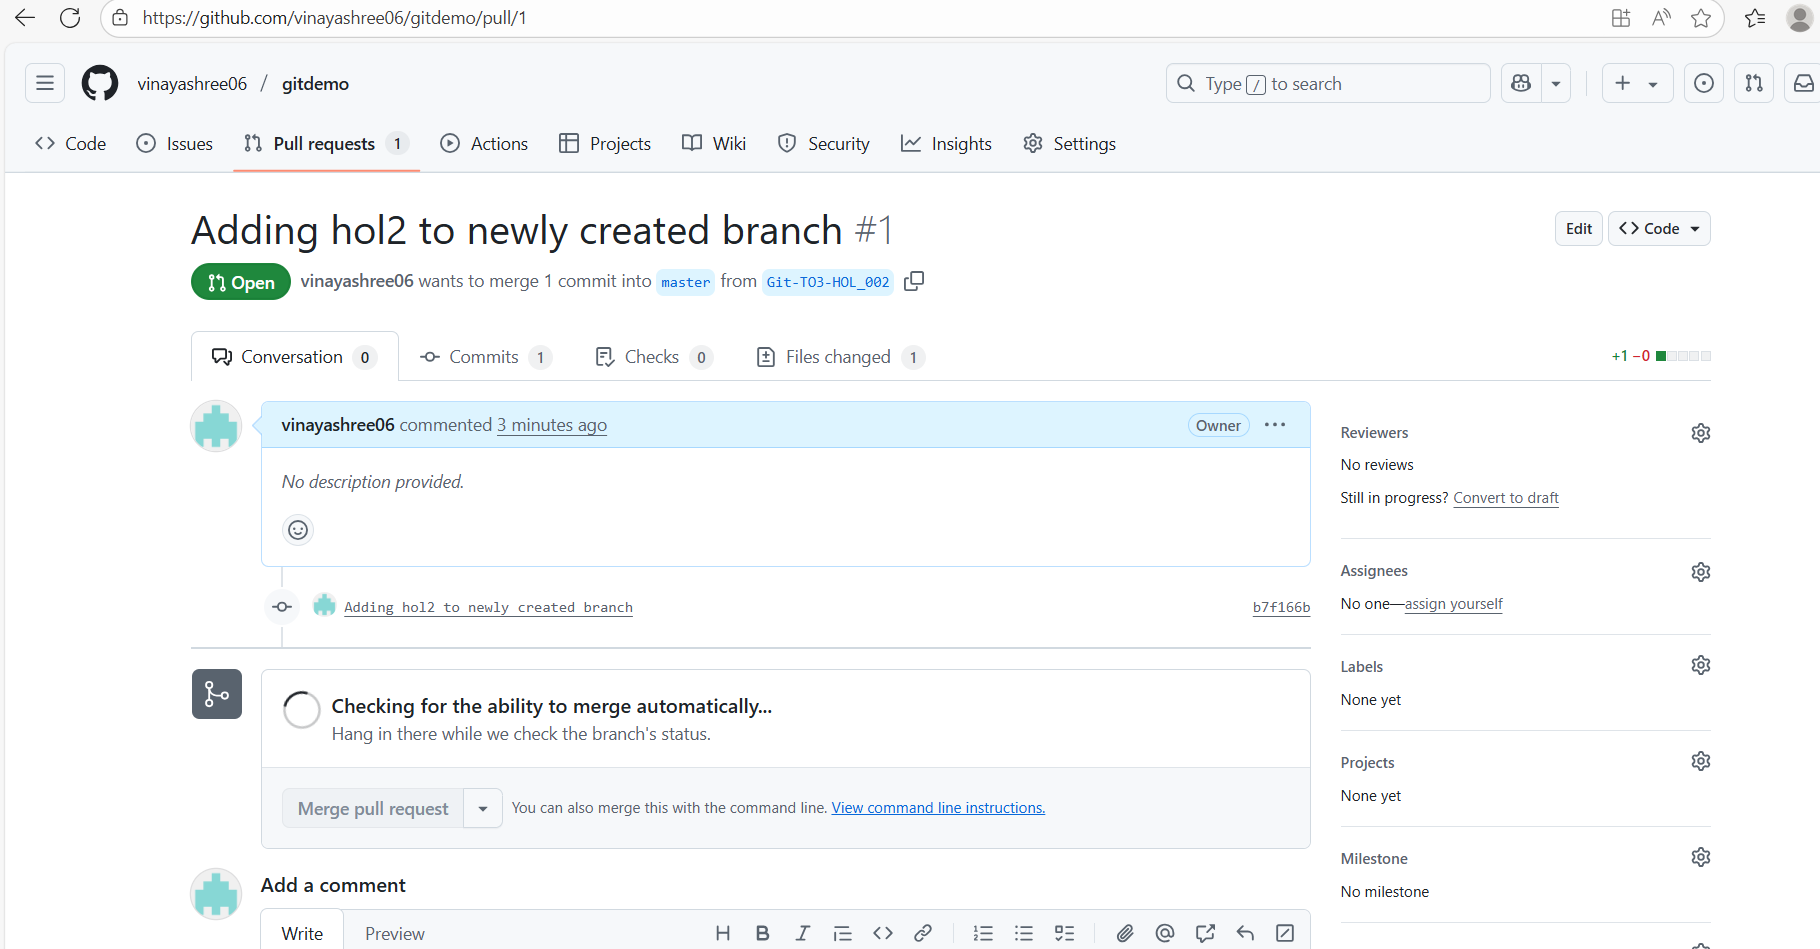 https://github.com/vinayashree06/gitdemo/pull/1
vinayashree06 / gitdemo
Type / to search
Code Issues Pull requests 1 Actions Projects Wiki Security Insights Settings
Adding hol2 to newly created branch #1
Edit <> Code
Open vinayashree06 wants to merge 1 commit into master from Git-TO3-HOL_002
Conversation 0 Commits 1 Checks 0 Files changed 1
+1 −0
vinayashree06 commented 3 minutes ago
Owner
No description provided.
Adding hol2 to newly created branch
b7f166b
Checking for the ability to merge automatically...
Hang in there while we check the branch's status.
Merge pull request
You can also merge this with the command line. View command line instructions.
Add a comment
Write Preview
Reviewers
No reviews
Still in progress? Convert to draft
Assignees
No one—assign yourself
Labels
None yet
Projects
None yet
Milestone
No milestone